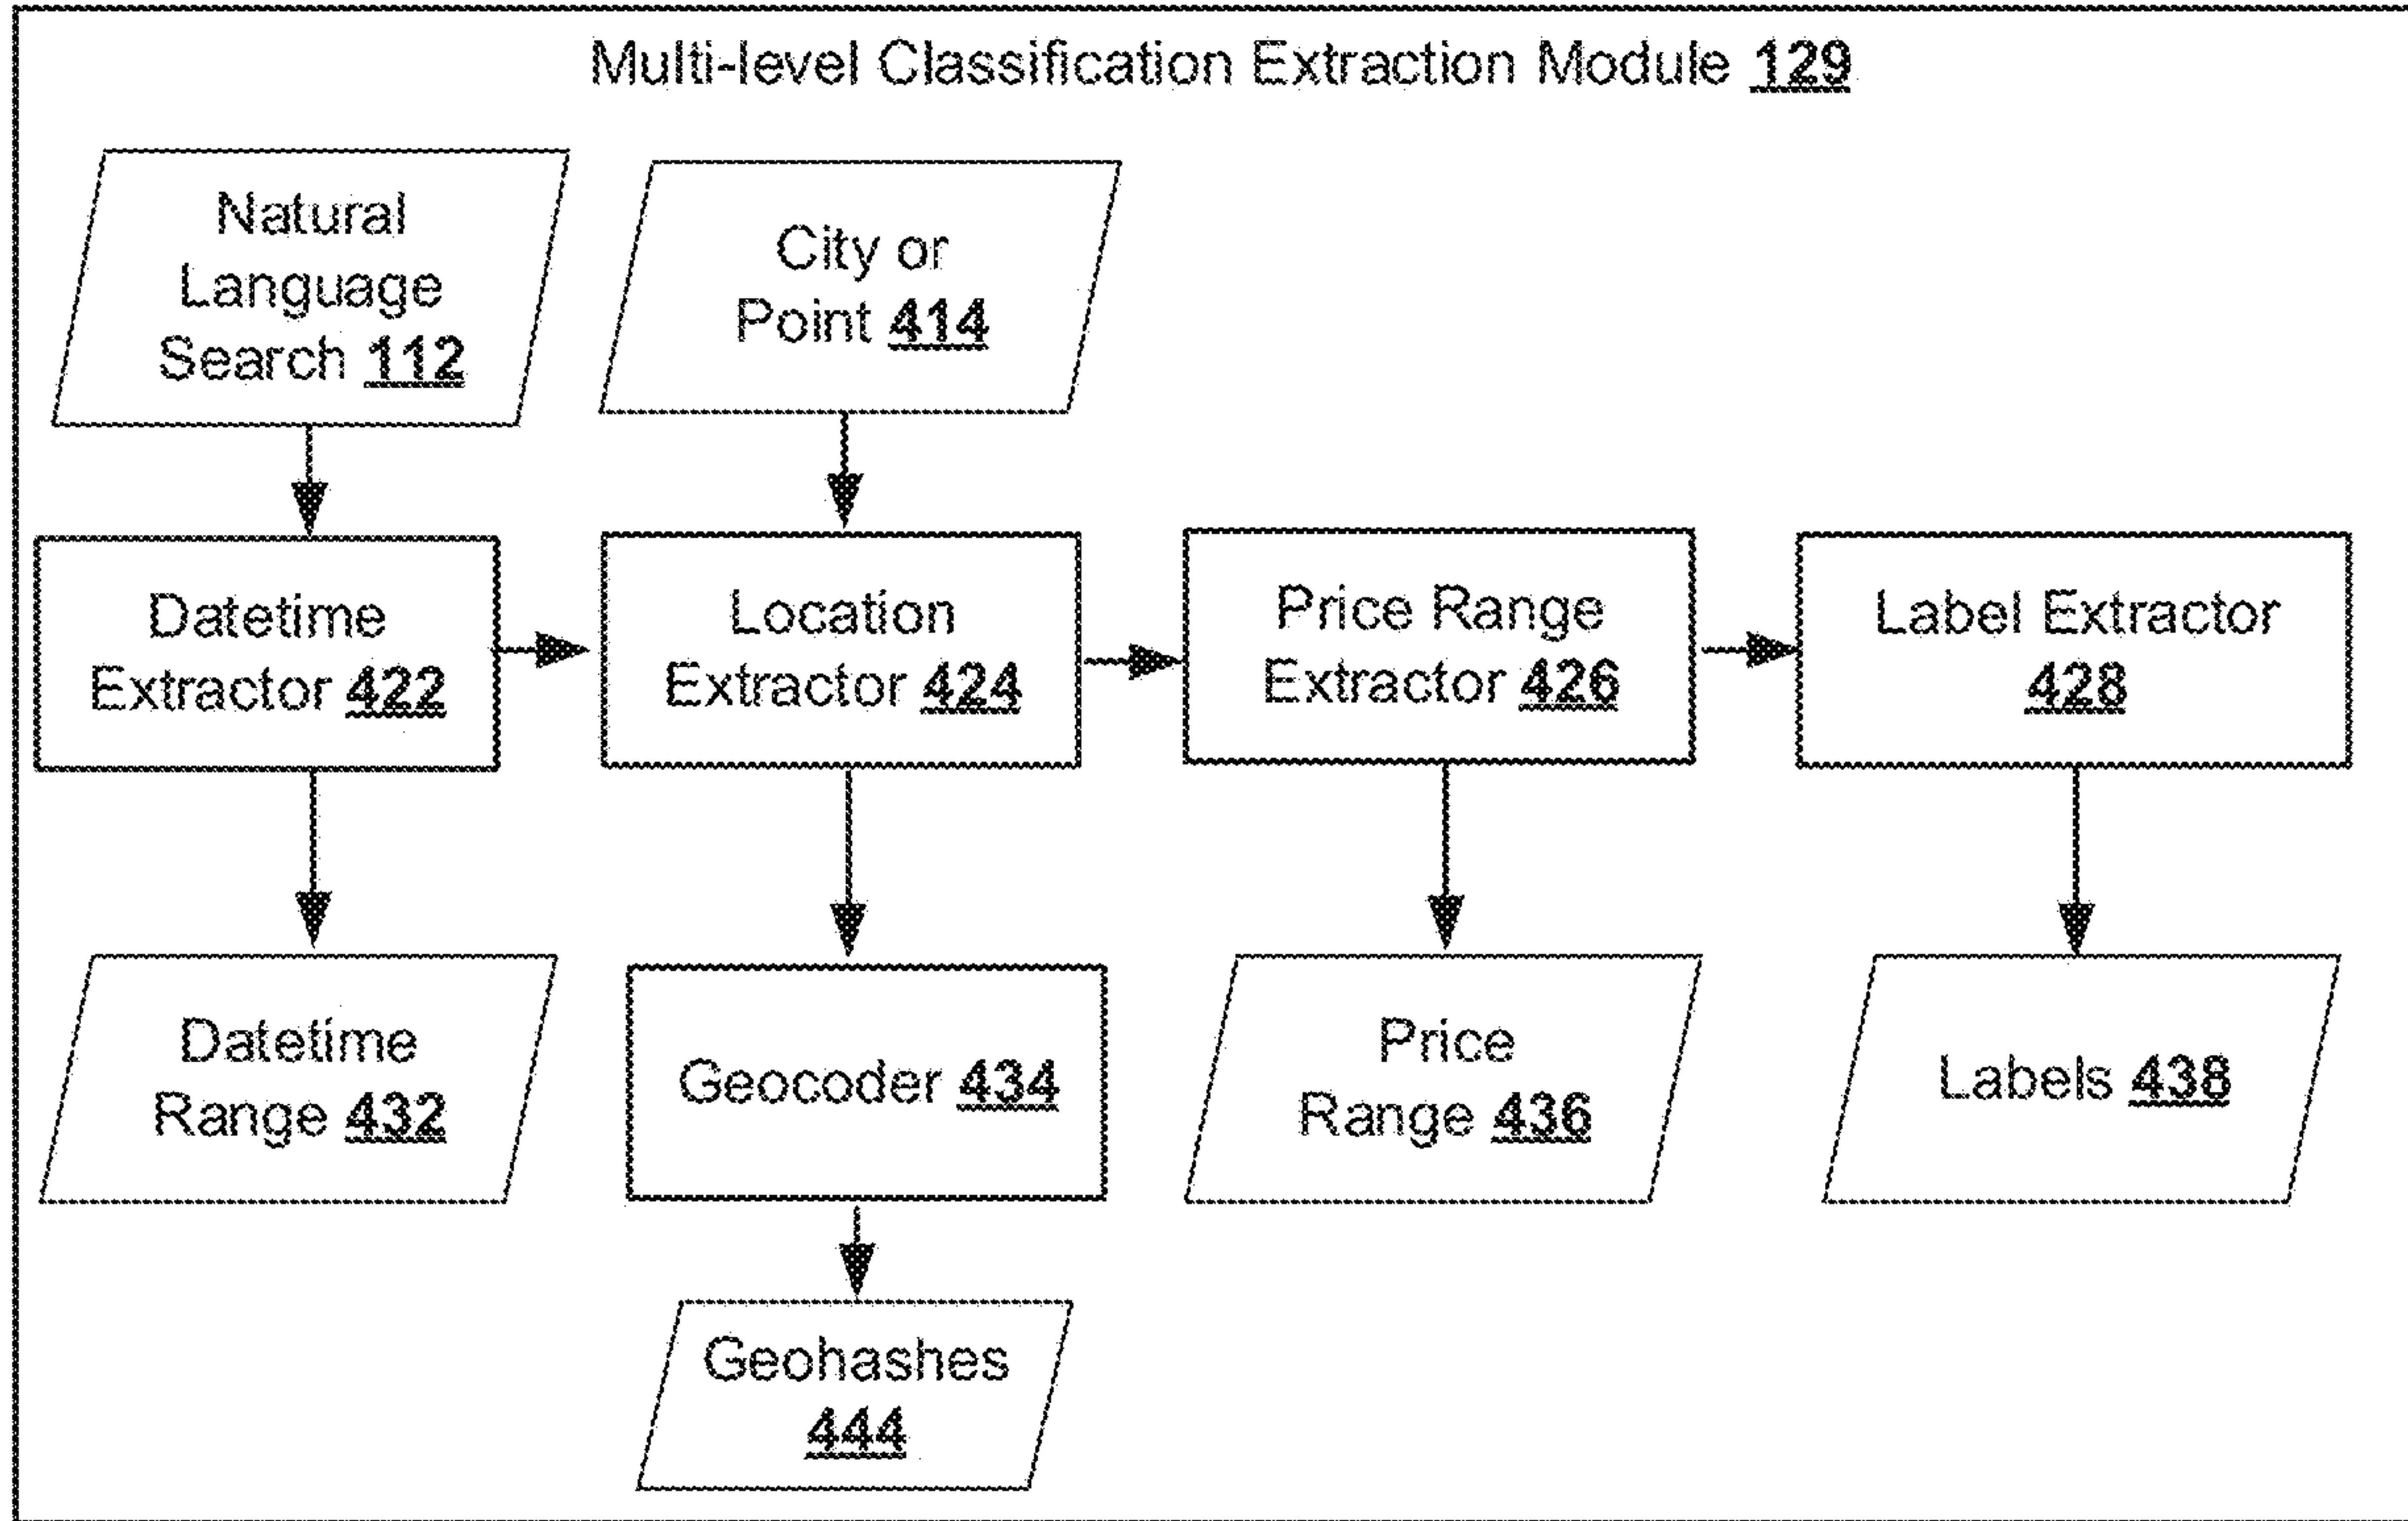 Multi-level Classification Extraction Module 129
Natural
Language
Search 112
City or
Point 414
Datetime
Extractor 422
Location
Extractor 424
Price Range
Extractor 426
Label Extractor
428
Datetime
Range 432
Geocoder 434
Price
Range 436
Labels 438
Geohashes
444